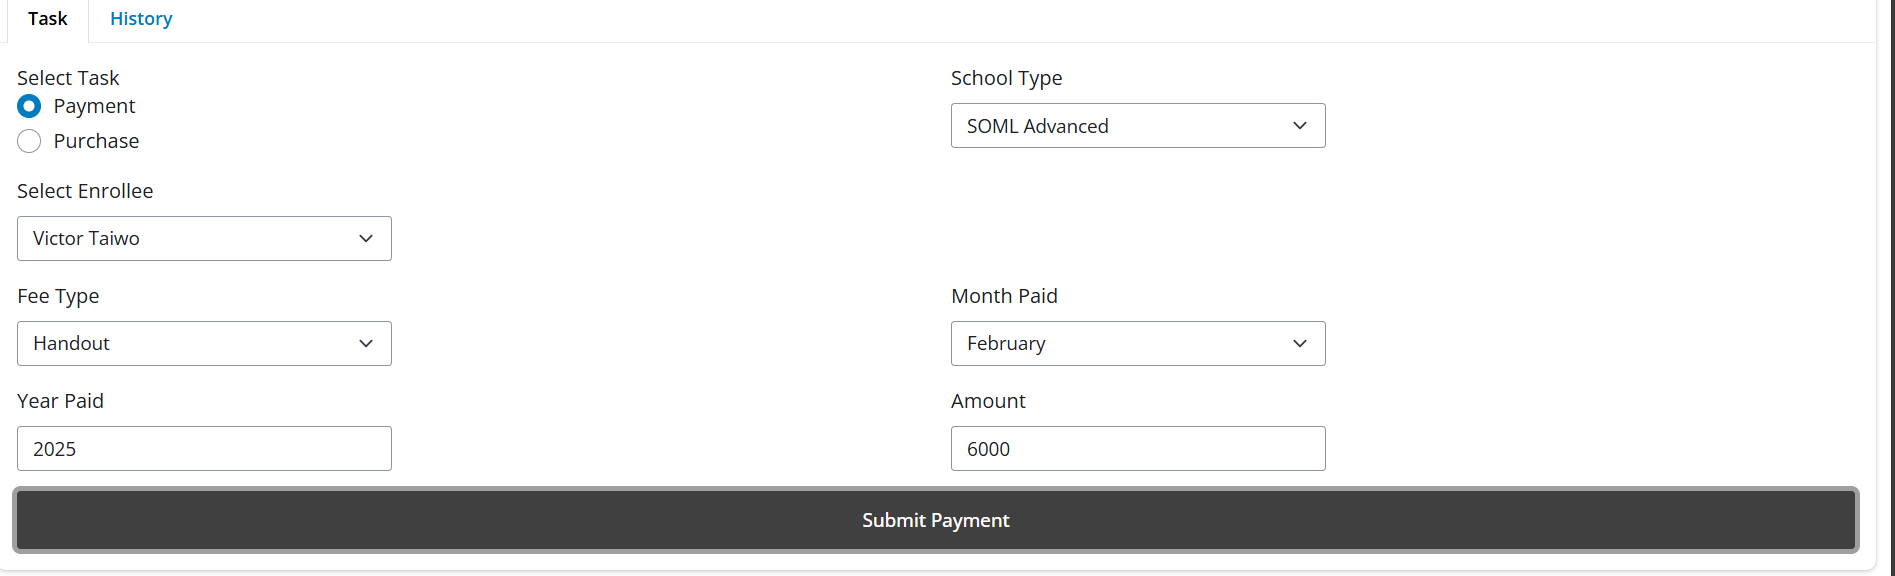 Task
History
Select Task
Payment
Purchase
School Type
SOML Advanced
Select Enrollee
Victor Taiwo
Fee Type
Handout
Month Paid
February
Year Paid
2025
Amount
6000
Submit Payment